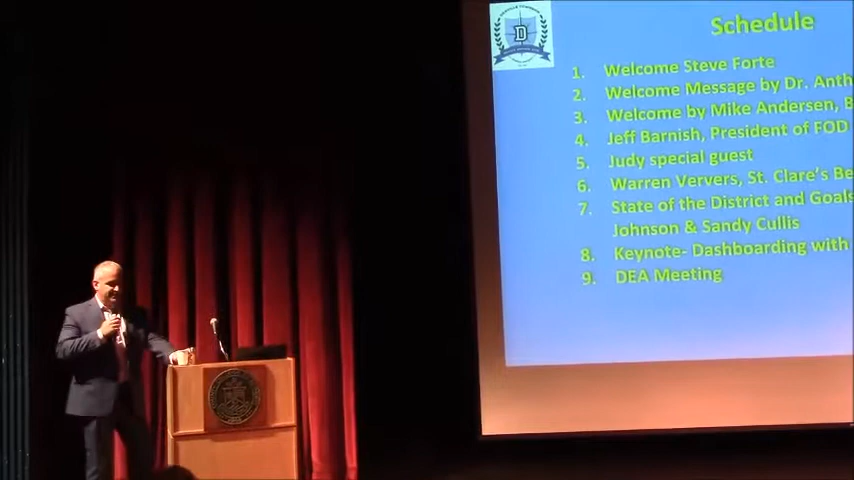 Schedule
D
1. Welcome Steve Forte
2. Welcome Message by Dr. Anth
3. Welcome by Mike Andersen, B
4. Jeff Barnish, President of FOD
5. Judy special guest
6. Warren Ververs, St. Clare's Be
7. State of the District and Goals
Johnson & Sandy Cullis
8. Keynote- Dashboarding with
9. DEA Meeting